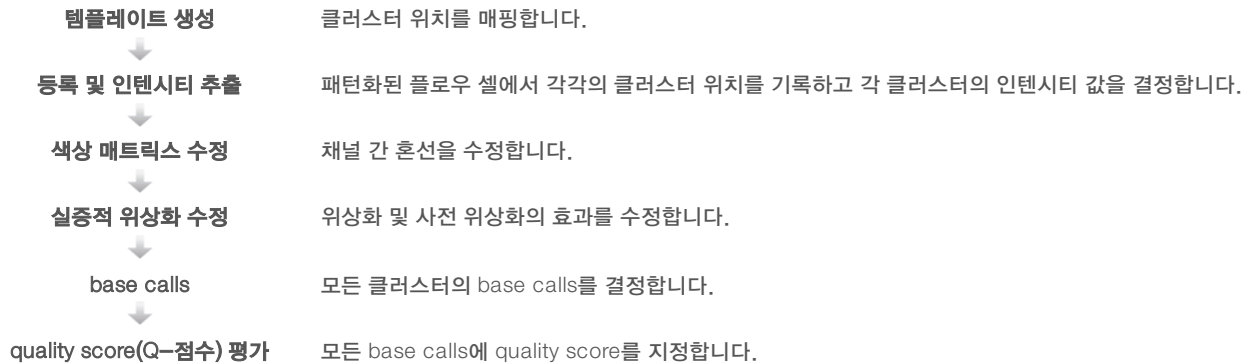 템플레이트 생성 클러스터 위치를 매핑합니다.
등록 및 인텐시티 추출 패턴화된 플로우 셀에서 각각의 클러스터 위치를 기록하고 각 클러스터의 인텐시티 값을 결정합니다.
색상 매트릭스 수정 채널 간 혼선을 수정합니다.
실증적 위상화 수정 위상화 및 사전 위상화의 효과를 수정합니다.
base calls 모든 클러스터의 base calls를 결정합니다.
quality score(Q-점수) 평가 모든 base calls에 quality score를 지정합니다.